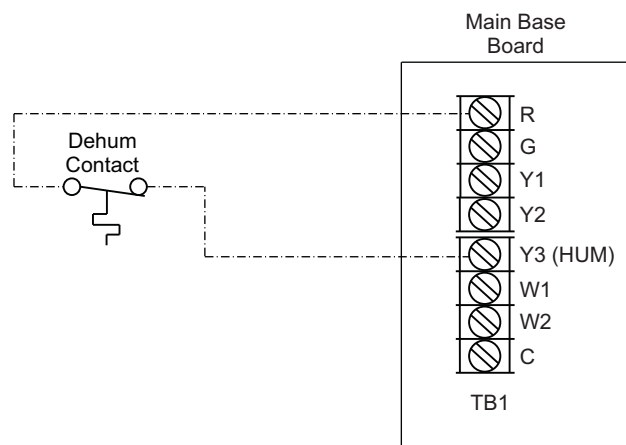 Main Base
Board
Dehum
Contact
R
G
Y1
Y2
Y3 (HUM)
W1
W2
C
TB1